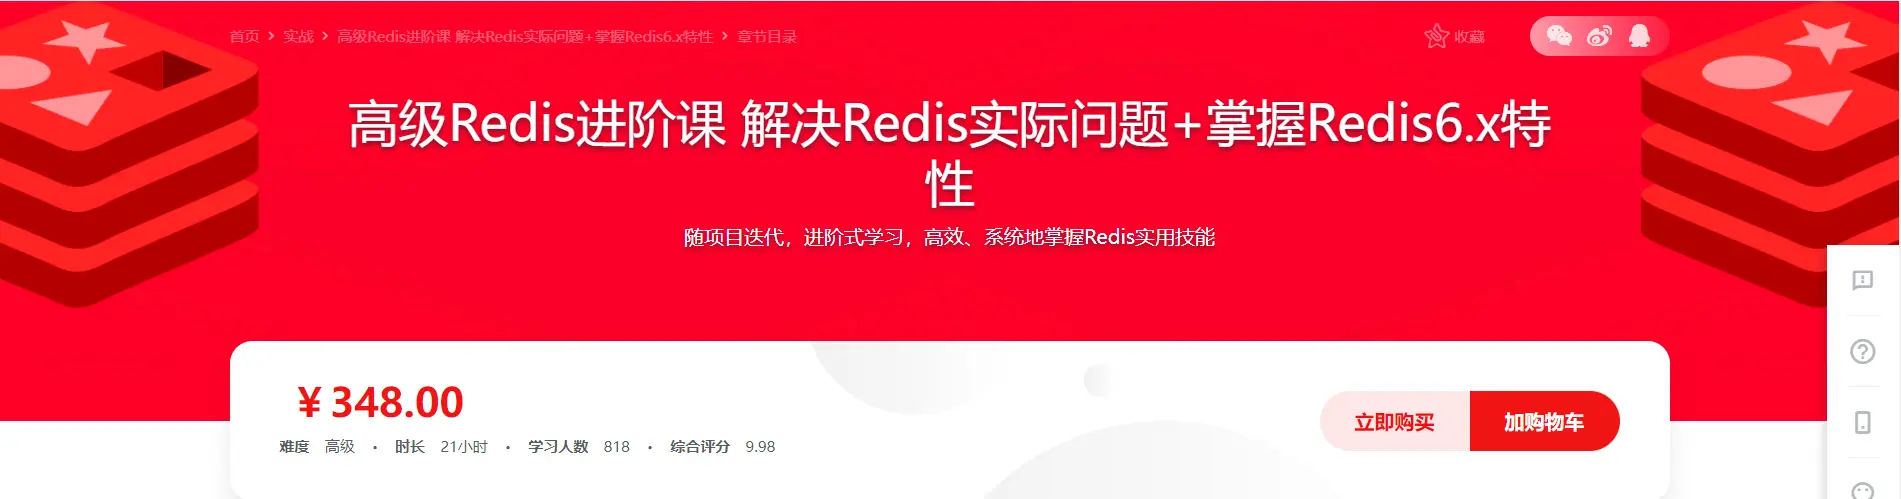 首页 > 实战 > 高级Redis进阶课 解决Redis实际问题+掌握Redis6.x特性 > 章节目录
收藏
高级Redis进阶课 解决Redis实际问题+掌握Redis6.x特
性
随项目迭代，进阶式学习，高效、系统地掌握Redis实用技能
￥348.00
难度 高级 · 时长 21小时 · 学习人数 818 · 综合评分 9.98
立即购买 加购物车